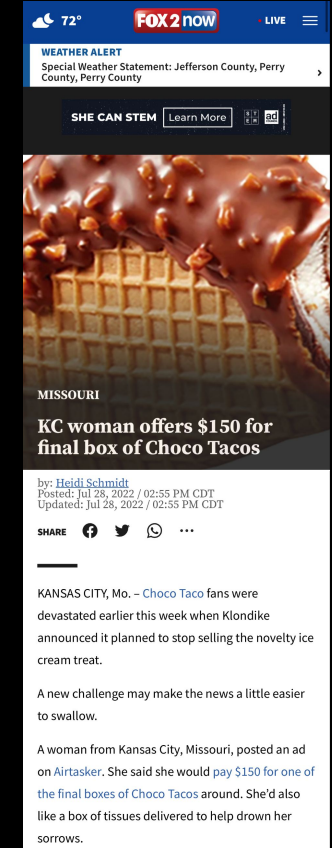 72°
FOX 2 now
LIVE
WEATHER ALERT
Special Weather Statement: Jefferson County, Perry
County, Perry County
SHE CAN STEM
Learn More
STEM
ad
MISSOURI
KC woman offers $150 for
final box of Choco Tacos
by: Heidi Schmidt
Posted: Jul 28, 2022 / 02:55 PM CDT
Updated: Jul 28, 2022 / 02:55 PM CDT
SHARE
KANSAS CITY, Mo. – Choco Taco fans were
devastated earlier this week when Klondike
announced it planned to stop selling the novelty ice
cream treat.
A new challenge may make the news a little easier
to swallow.
A woman from Kansas City, Missouri, posted an ad
on Airtasker. She said she would pay $150 for one of
the final boxes of Choco Tacos around. She’d also
like a box of tissues delivered to help drown her
sorrows.